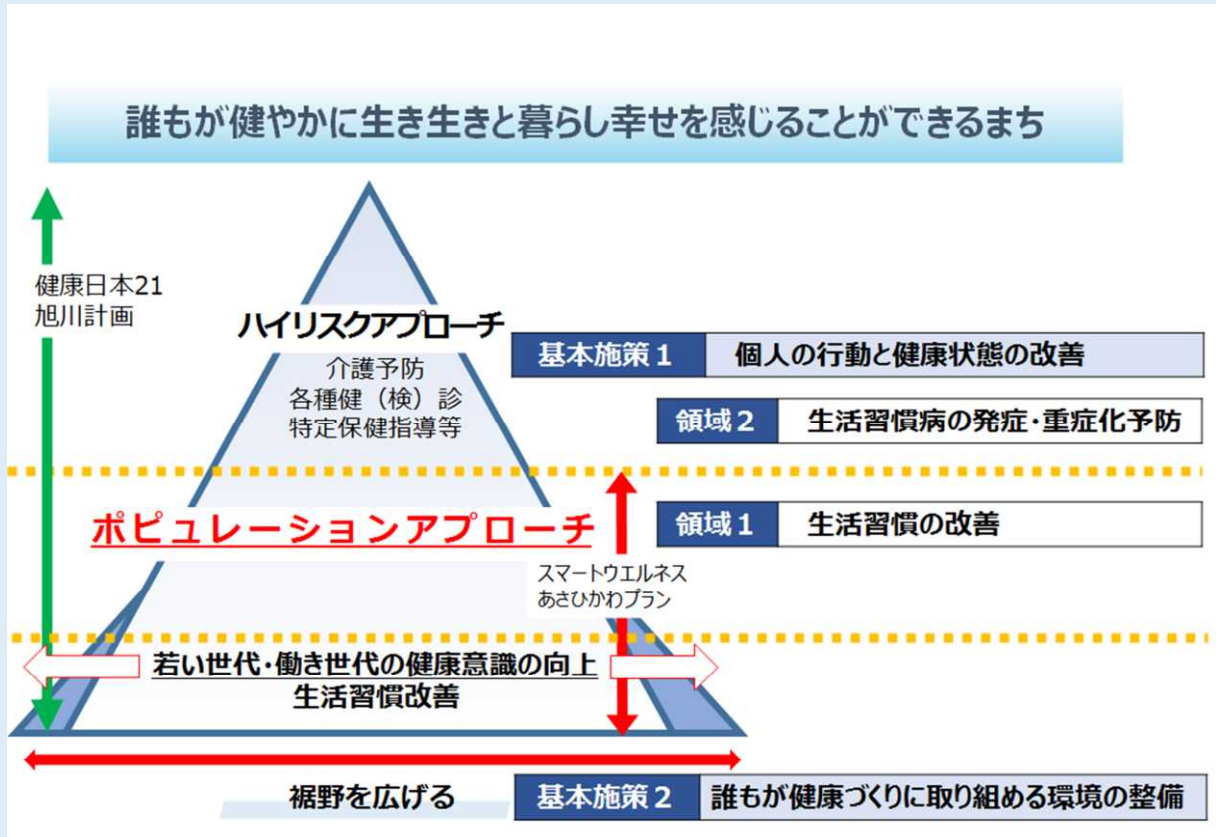 誰もが健やかに生き生きと暮らし幸せを感じることができるまち
健康日本21
旭川計画
ハイリスクアプローチ
介護予防
各種健（検）診
特定保健指導等
基本施策１ 個人の行動と健康状態の改善
領域２ 生活習慣病の発症・重症化予防
ポピュレーションアプローチ
領域１ 生活習慣の改善
スマートウエルネス
あさひかわプラン
若い世代・働き世代の健康意識の向上
生活習慣改善
裾野を広げる
基本施策２ 誰もが健康づくりに取り組める環境の整備